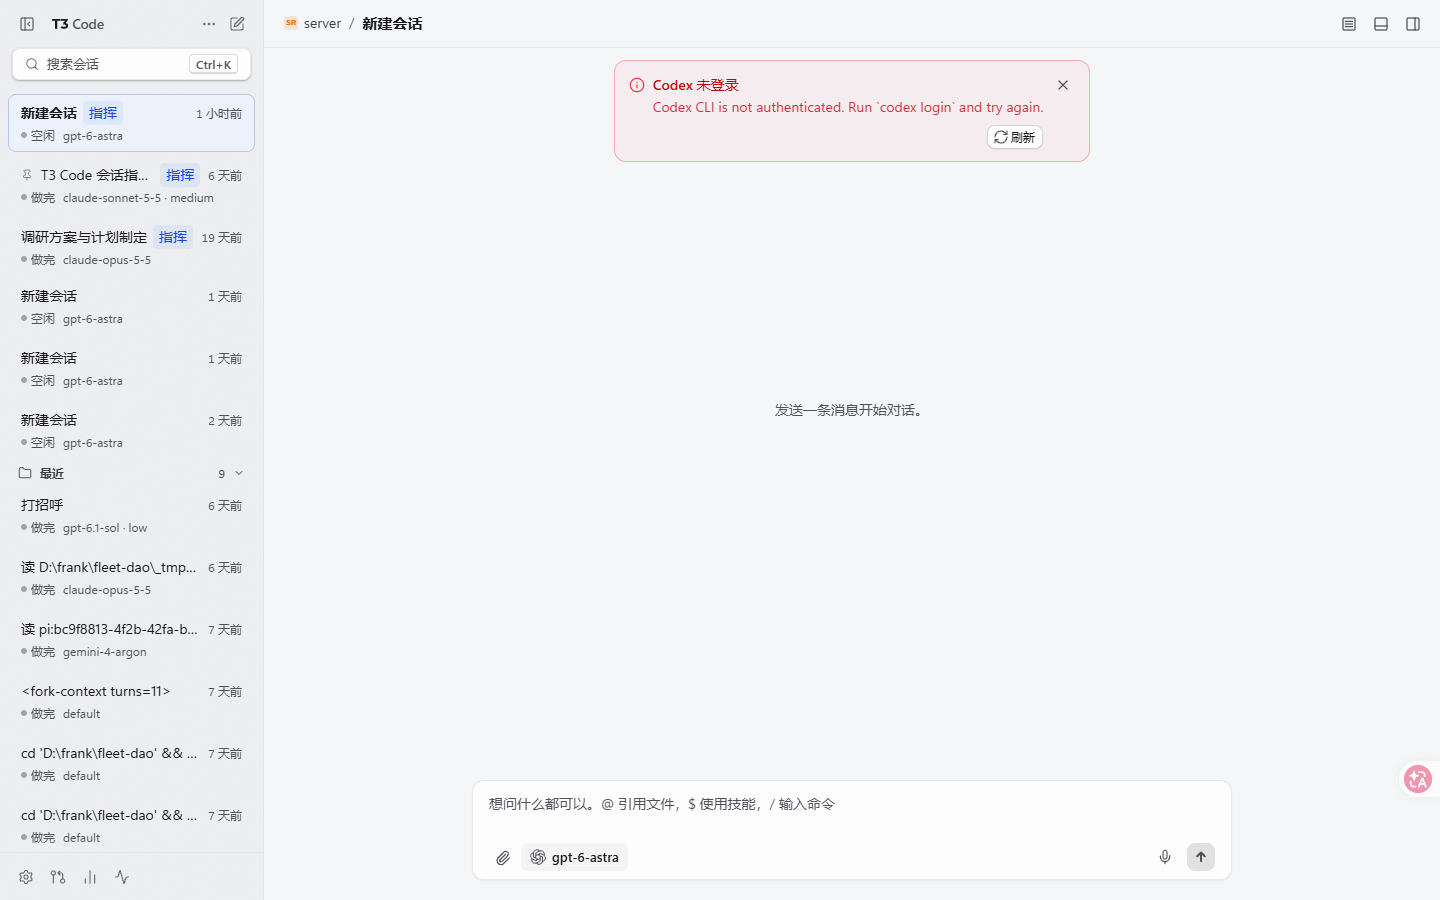 T3 Code
搜索会话 Ctrl+K
新建会话 指挥 1 小时前
空闲 gpt-6-astra
T3 Code 会话指... 指挥 6 天前
做完 claude-sonnet-5-5 · medium
调研方案与计划制定 指挥 19 天前
做完 claude-opus-5-5
新建会话 1 天前
空闲 gpt-6-astra
新建会话 1 天前
空闲 gpt-6-astra
新建会话 2 天前
空闲 gpt-6-astra
最近 9
打招呼 6 天前
做完 gpt-6.1-sol · low
读 D:\frank\fleet-dao\_tmp... 6 天前
做完 claude-opus-5-5
读 pi:bc9f8813-4f2b-42fa-b... 7 天前
做完 gemini-4-argon
<fork-context turns=11> 7 天前
做完 default
cd 'D:\frank\fleet-dao' && ... 7 天前
做完 default
cd 'D:\frank\fleet-dao' && ... 7 天前
做完 default
SR server / 新建会话
Codex 未登录
Codex CLI is not authenticated. Run `codex login` and try again.
刷新
发送一条消息开始对话。
想问什么都可以。@ 引用文件，$ 使用技能，/ 输入命令
gpt-6-astra